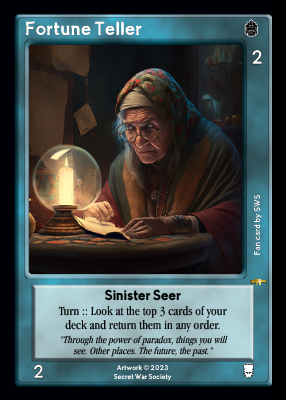 Fortune Teller
2
Fan card by SWS
Sinister Seer
Turn :: Look at the top 3 cards of your
deck and return them in any order.
"Through the power of paradox, things you will
see. Other places. The future, the past."
2
Artwork © 2023
Secret War Society